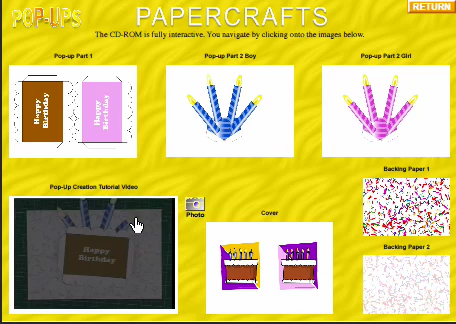 POP-UPS
PAPERCRAFTS
RETURN
The CD-ROM is fully interactive. You navigate by clicking onto the images below.
Pop-up Part 1
Pop-up Part 2 Boy
Pop-up Part 2 Girl
Happy
Birthday
Happy
Birthday
Backing Paper 1
Pop-Up Creation Tutorial Video
Photo
Cover
Happy
Birthday
Backing Paper 2